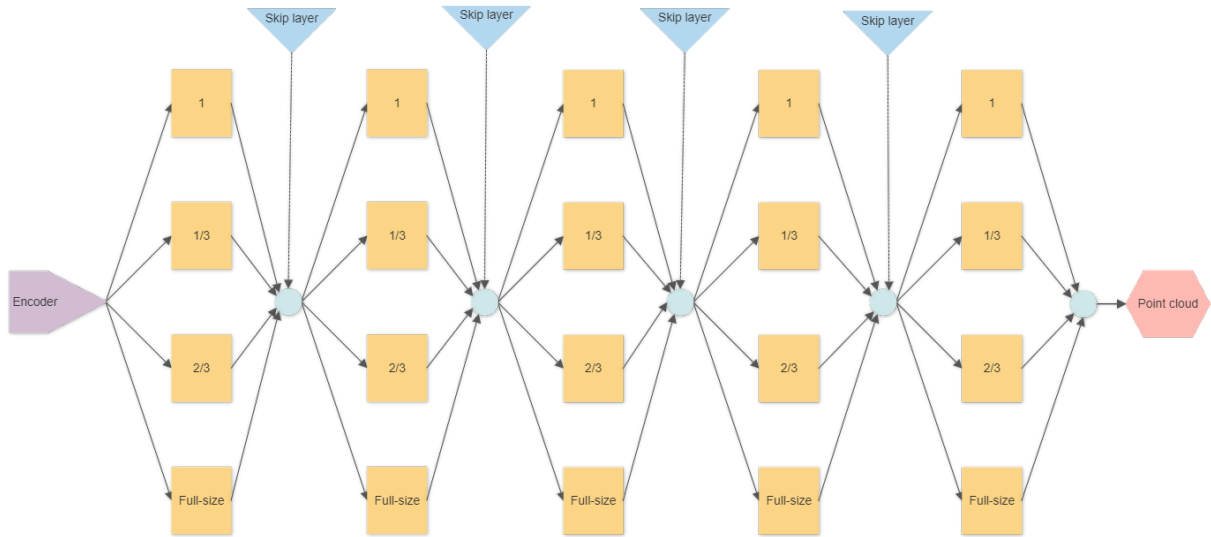 Skip layer
Skip layer
Skip layer
Skip layer
1
1
1
1
1
1/3
1/3
1/3
1/3
1/3
Encoder
Point cloud
2/3
2/3
2/3
2/3
2/3
Full-size
Full-size
Full-size
Full-size
Full-size